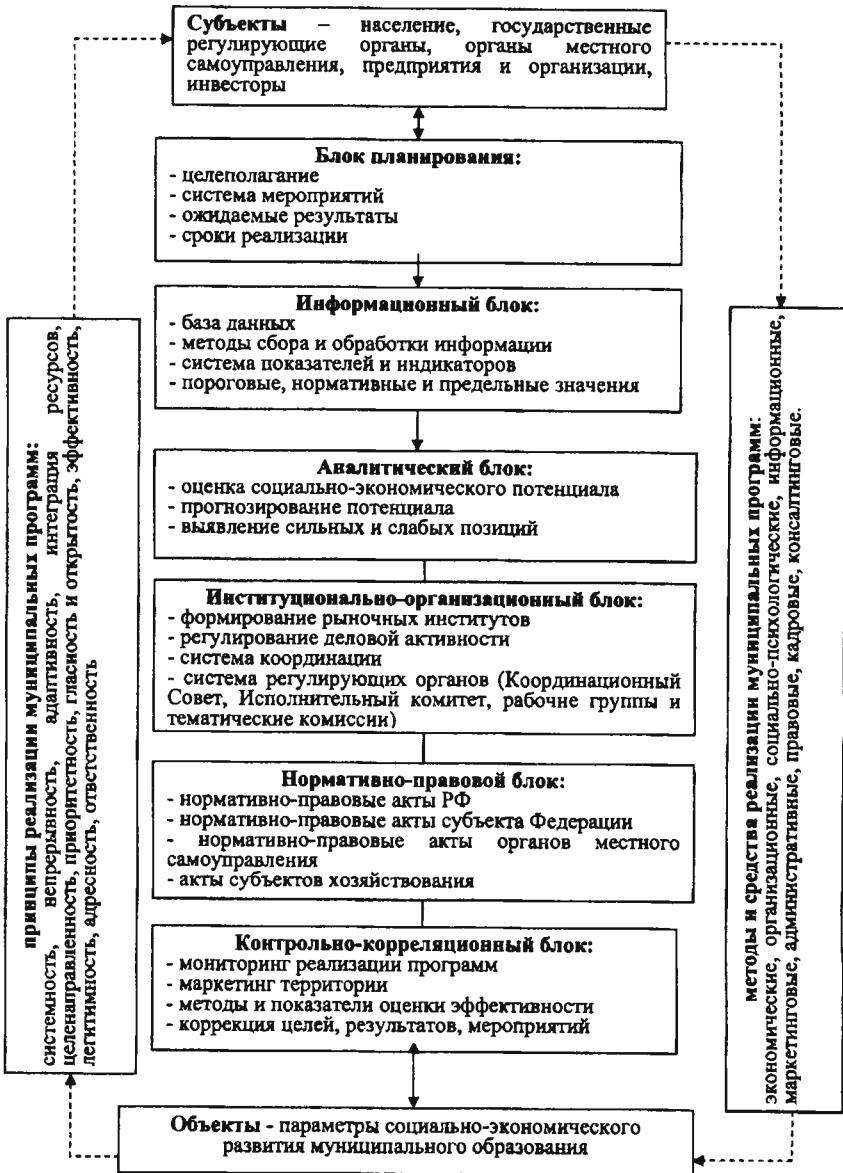 Субъекты – население, государственные
регулирующие органы, органы местного
самоуправления, предприятия и организации,
инвесторы
Блок планирования:
- целеполагание
- система мероприятий
- ожидаемые результаты
- сроки реализации
Информационный блок:
- база данных
- методы сбора и обработки информации
- система показателей и индикаторов
- пороговые, нормативные и предельные значения
Аналитический блок:
- оценка социально-экономического потенциала
- прогнозирование потенциала
- выявление сильных и слабых позиций
Институционально-организационный блок:
- формирование рыночных институтов
- регулирование деловой активности
- система координации
- система регулирующих органов (Координационный
Совет, Исполнительный комитет, рабочие группы и
тематические комиссии)
Нормативно-правовой блок:
- нормативно-правовые акты РФ
- нормативно-правовые акты субъекта Федерации
- нормативно-правовые акты органов местного
самоуправления
- акты субъектов хозяйствования
Контрольно-корреляционный блок:
- мониторинг реализации программ
- маркетинг территории
- методы и показатели оценки эффективности
- коррекция целей, результатов, мероприятий
Объекты - параметры социально-экономического
развития муниципального образования
принципы реализации муниципальных программ:
системность, непрерывность, адаптивность, интеграция ресурсов,
целенаправленность, приоритетность, гласность и открытость, эффективность,
легитимность, адресность, ответственность
методы и средства реализации муниципальных программ:
экономические, организационные, социально-психологические, информационные,
маркетинговые, административные, правовые, кадровые, консалтинговые.